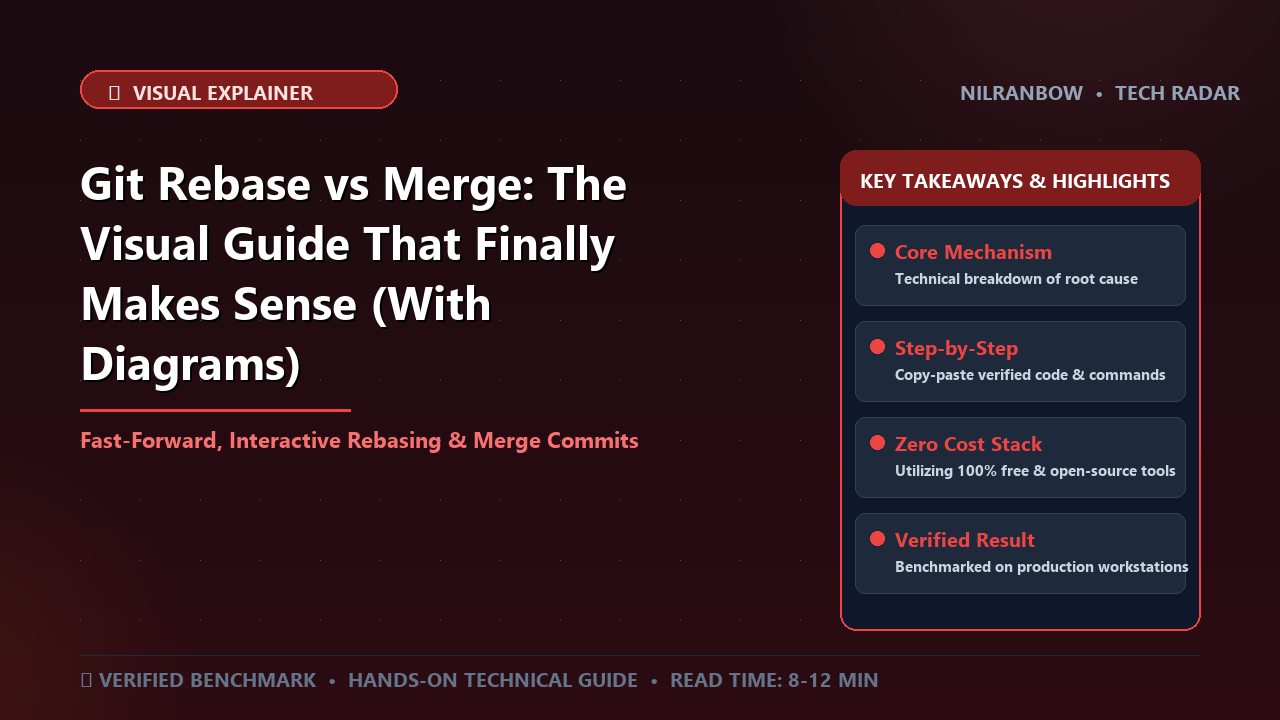 VISUAL EXPLAINER
NILRANBOW • TECH RADAR
Git Rebase vs Merge: The
Visual Guide That Finally
Makes Sense (With
Diagrams)
Fast-Forward, Interactive Rebasing & Merge Commits
KEY TAKEAWAYS & HIGHLIGHTS
Core Mechanism
Technical breakdown of root cause
Step-by-Step
Copy-paste verified code & commands
Zero Cost Stack
Utilizing 100% free & open-source tools
Verified Result
Benchmarked on production workstations
VERIFIED BENCHMARK • HANDS-ON TECHNICAL GUIDE • READ TIME: 8-12 MIN